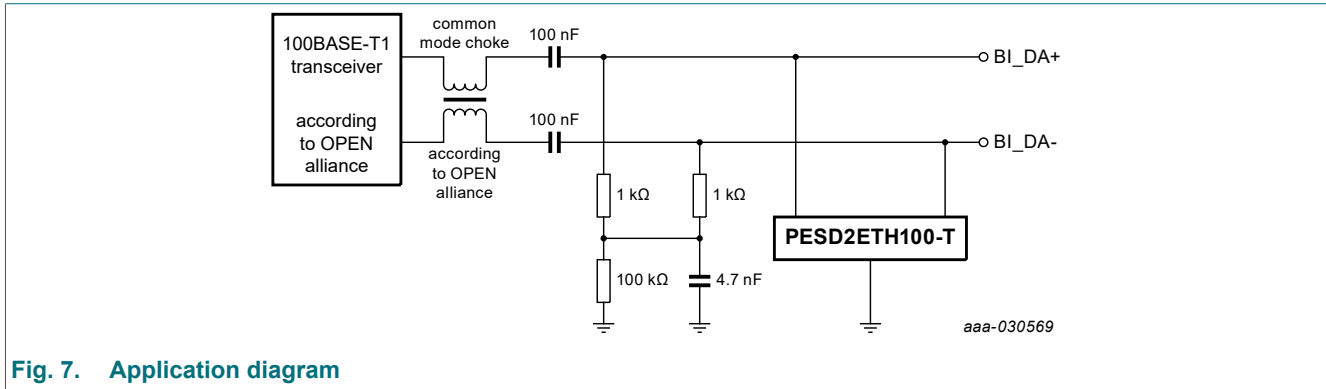 100BASE-T1
transceiver
according
to OPEN
alliance
common
mode choke
according
to OPEN
alliance
100 nF
100 nF
BI_DA+
BI_DA-
1 kΩ
1 kΩ
100 kΩ
4.7 nF
PESD2ETH100-T
aaa-030569
Fig. 7. Application diagram